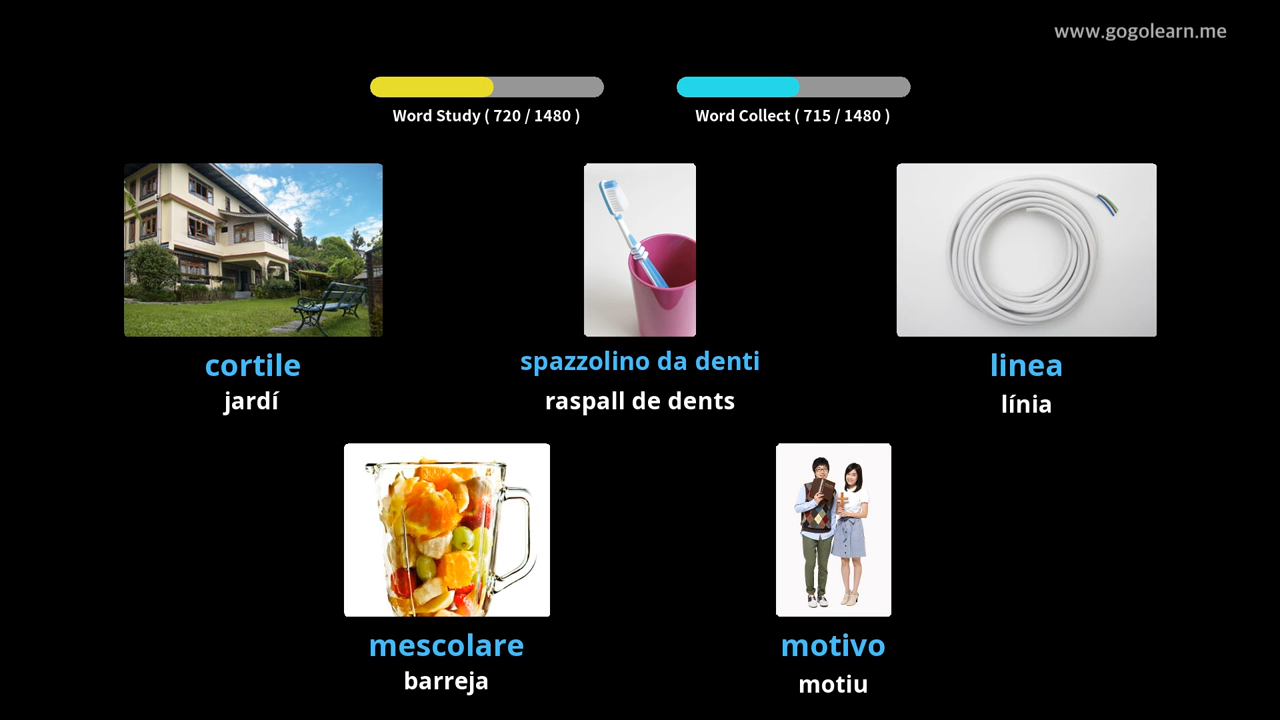 www.gogolearn.me
Word Study ( 720 / 1480 )
Word Collect ( 715 / 1480 )
cortile
jardí
spazzolino da denti
raspall de dents
linea
línia
mescolare
barreja
motivo
motiu